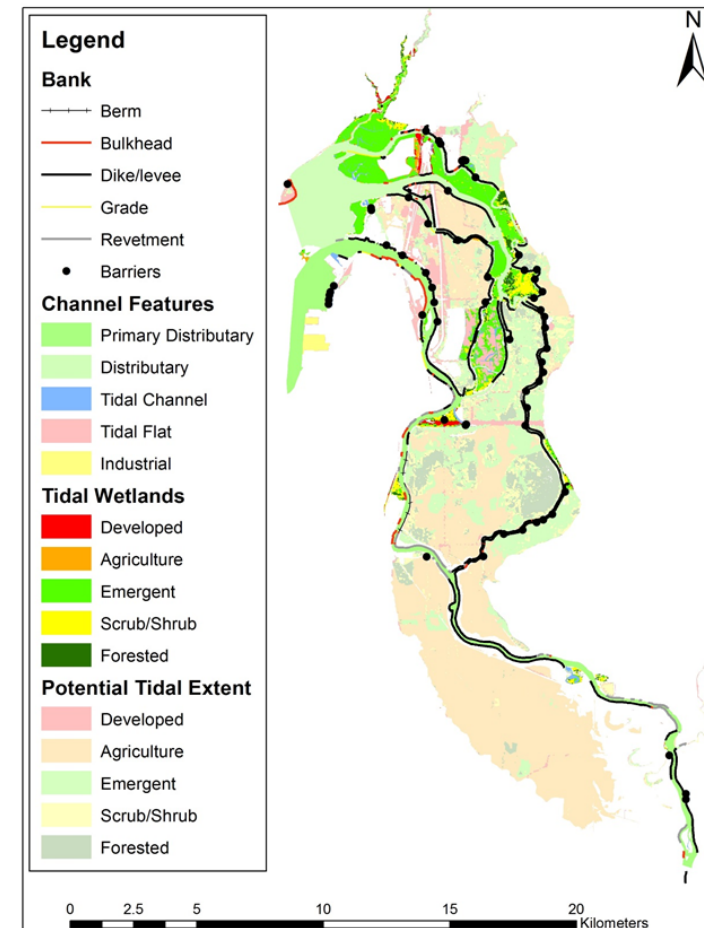 Legend
Bank
Berm
Bulkhead
Dike/levee
Grade
Revetment
Barriers
Channel Features
Primary Distributary
Distributary
Tidal Channel
Tidal Flat
Industrial
Tidal Wetlands
Developed
Agriculture
Emergent
Scrub/Shrub
Forested
Potential Tidal Extent
Developed
Agriculture
Emergent
Scrub/Shrub
Forested
N
0 2.5 5 10 15 20
Kilometers